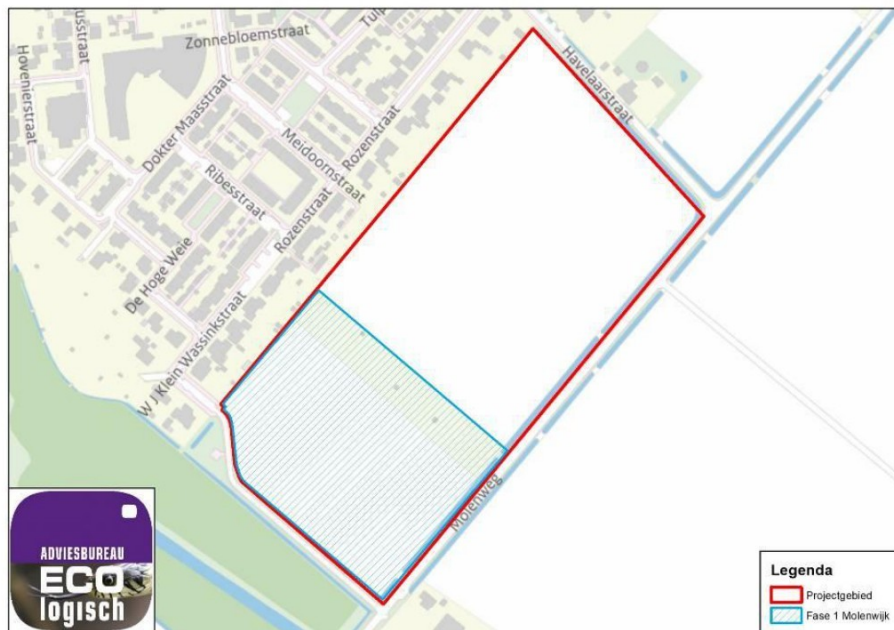 Tulp
Zonnebloemstraat
usstraat
Hovenierstraat
Havelaarstraat
Dokter Maasstraat
Rozenstraat
Meidoornstraat
Ribesstraat
Rozenstraat
De Hoge Weie
W J Klein Wassinkstraat
Molenweg
ADVIESBUREAU
ECO
logisch
Legenda
Projectgebied
Fase 1 Molenwijk